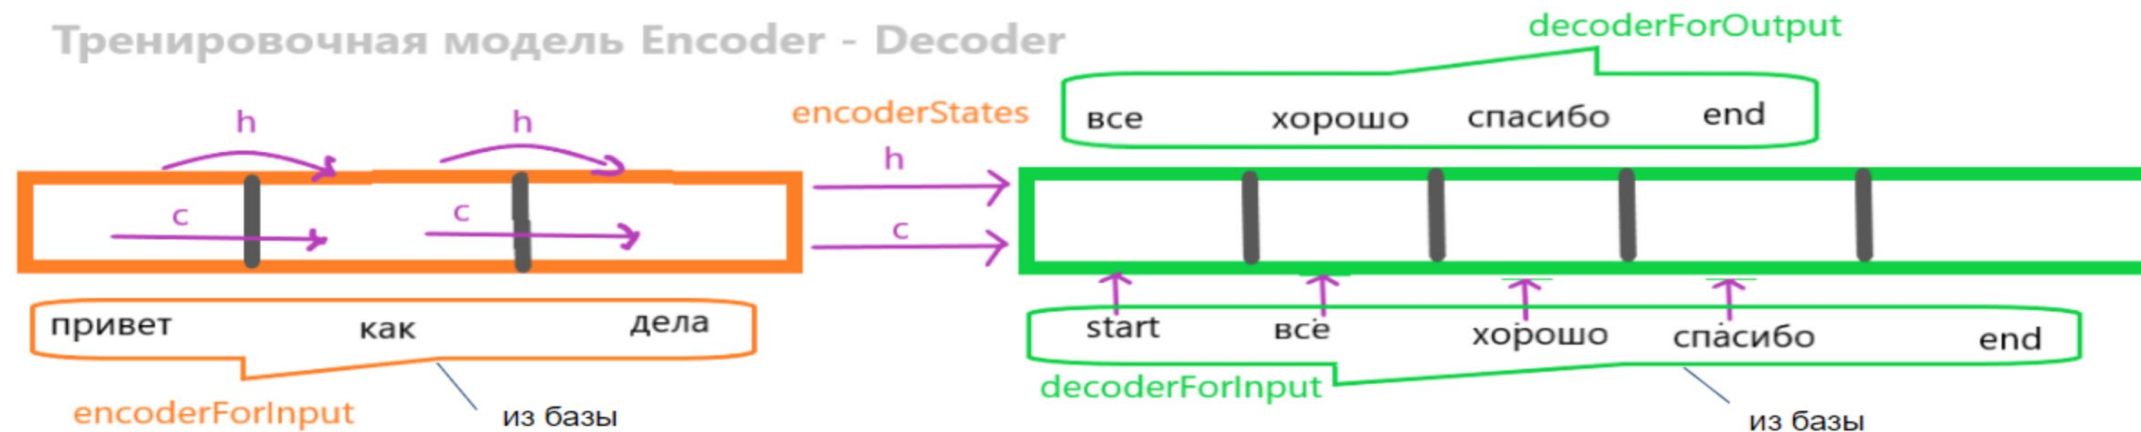 Тренировочная модель Encoder - Decoder
decoderForOutput
encoderStates
все хорошо спасибо end
h h h
c c c
привет как дела
start все хорошо спасибо end
encoderForInput
из базы
decoderForInput
из базы